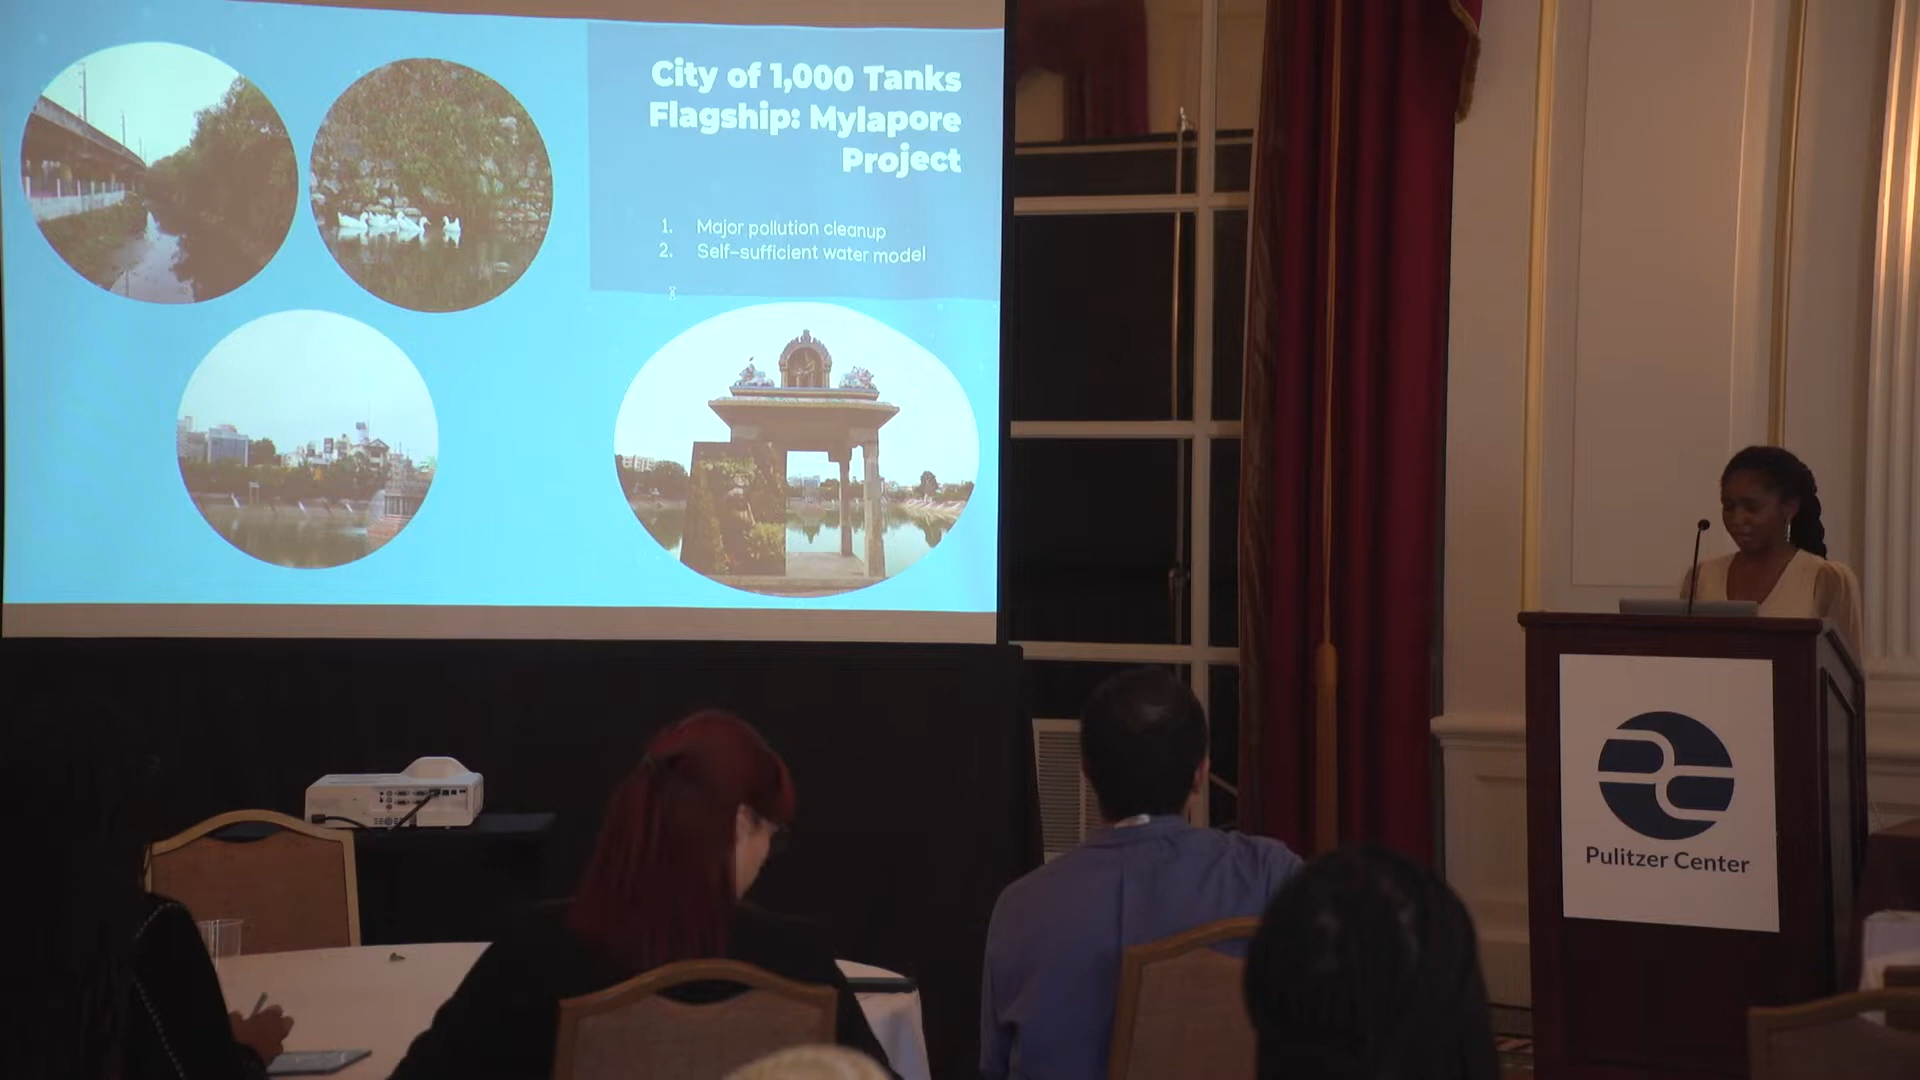 City of 1,000 Tanks
Flagship: Mylapore
Project
1. Major pollution cleanup
2. Self-sufficient water model
Pulitzer Center